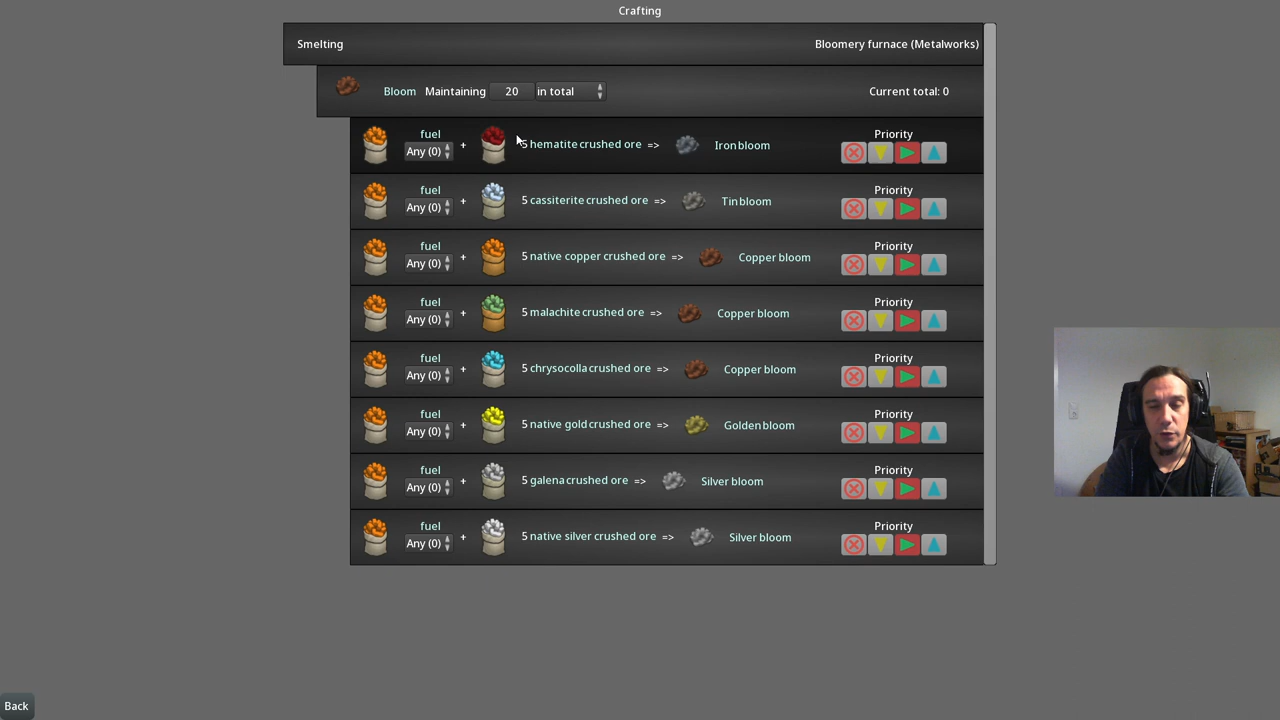 Crafting
Smelting Bloomery furnace (Metalworks)
Bloom Maintaining 20 in total Current total: 0
fuel Priority
Any (0) + 5 hematite crushed ore => Iron bloom
fuel Priority
Any (0) + 5 cassiterite crushed ore => Tin bloom
fuel Priority
Any (0) + 5 native copper crushed ore => Copper bloom
fuel Priority
Any (0) + 5 malachite crushed ore => Copper bloom
fuel Priority
Any (0) + 5 chrysocolla crushed ore => Copper bloom
fuel Priority
Any (0) + 5 native gold crushed ore => Golden bloom
fuel Priority
Any (0) + 5 galena crushed ore => Silver bloom
fuel Priority
Any (0) + 5 native silver crushed ore => Silver bloom
Back